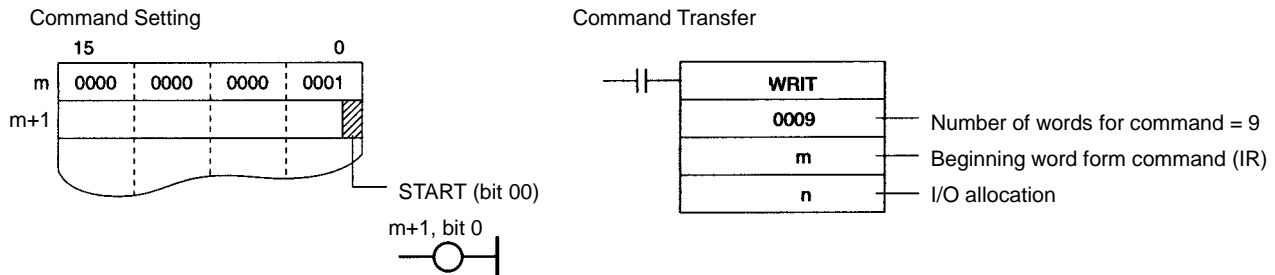 Command Setting
15 0
m 0000 0000 0000 0001
m+1
START (bit 00)
m+1, bit 0
Command Transfer
WRIT
0009 Number of words for command = 9
m Beginning word form command (IR)
n I/O allocation